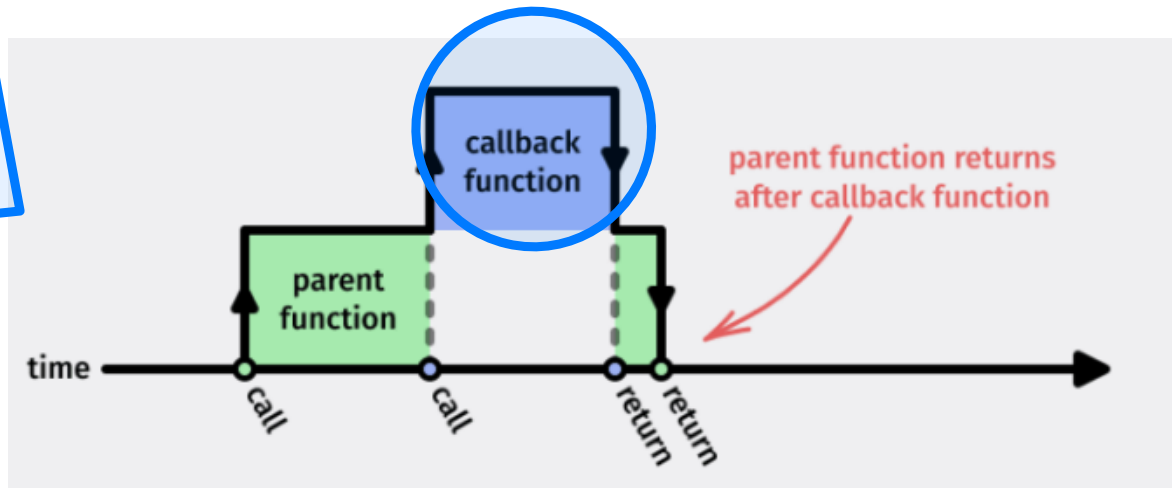 callback
function
parent function returns
after callback function
parent
function
time
call
call
return
return